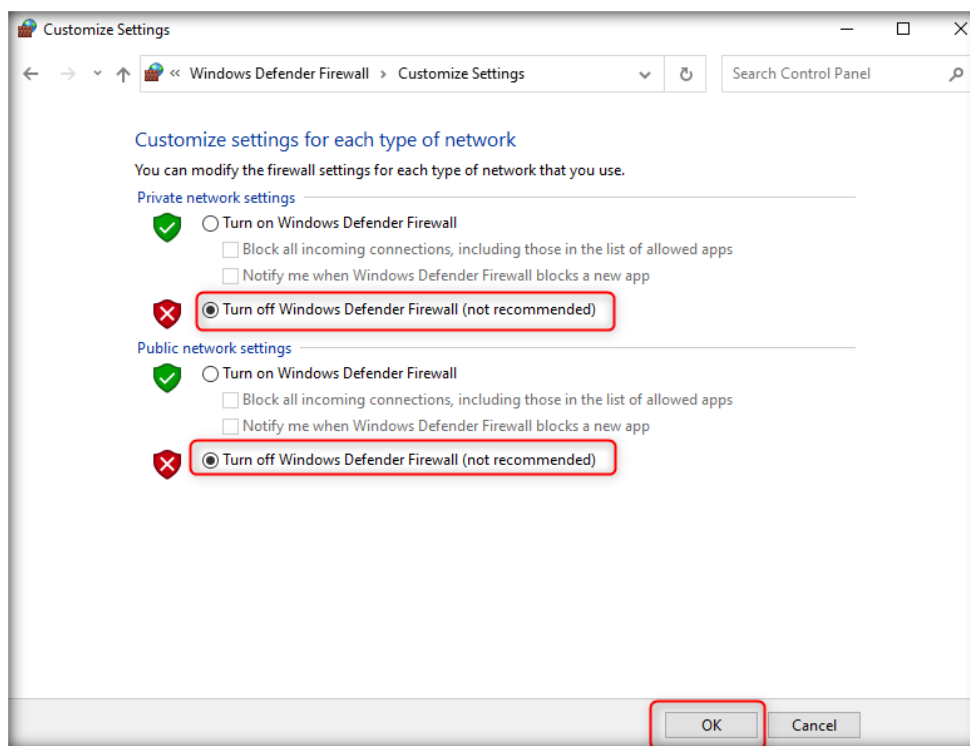 Customize Settings
« Windows Defender Firewall › Customize Settings
Search Control Panel
Customize settings for each type of network
You can modify the firewall settings for each type of network that you use.
Private network settings
Turn on Windows Defender Firewall
Block all incoming connections, including those in the list of allowed apps
Notify me when Windows Defender Firewall blocks a new app
Turn off Windows Defender Firewall (not recommended)
Public network settings
Turn on Windows Defender Firewall
Block all incoming connections, including those in the list of allowed apps
Notify me when Windows Defender Firewall blocks a new app
Turn off Windows Defender Firewall (not recommended)
OK
Cancel